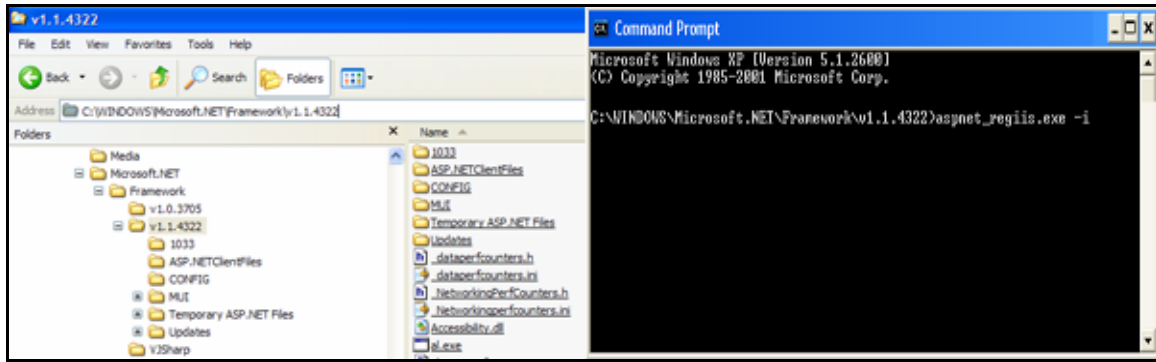 v1.1.4322
File Edit View Favorites Tools Help
Back Search Folders
Address C:\WINDOWS\Microsoft.NET\Framework\v1.1.4322
Folders
Media
Microsoft.NET
Framework
v1.0.3705
v1.1.4322
1033
ASP.NETClientFiles
CONFIG
MUI
Temporary ASP.NET Files
Updates
VJSharp
Name
1033
ASP.NETClientFiles
CONFIG
MUI
Temporary ASP.NET Files
Updates
_dataperfcounters.h
_dataperfcounters.ini
_NetworkingPerfCounters.h
_Networkingperfcounters.ini
Accessibility.dll
al.exe
Command Prompt
Microsoft Windows XP [Version 5.1.2600]
(C) Copyright 1985-2001 Microsoft Corp.
C:\WINDOWS\Microsoft.NET\Framework\v1.1.4322>aspnet_regiis.exe -i